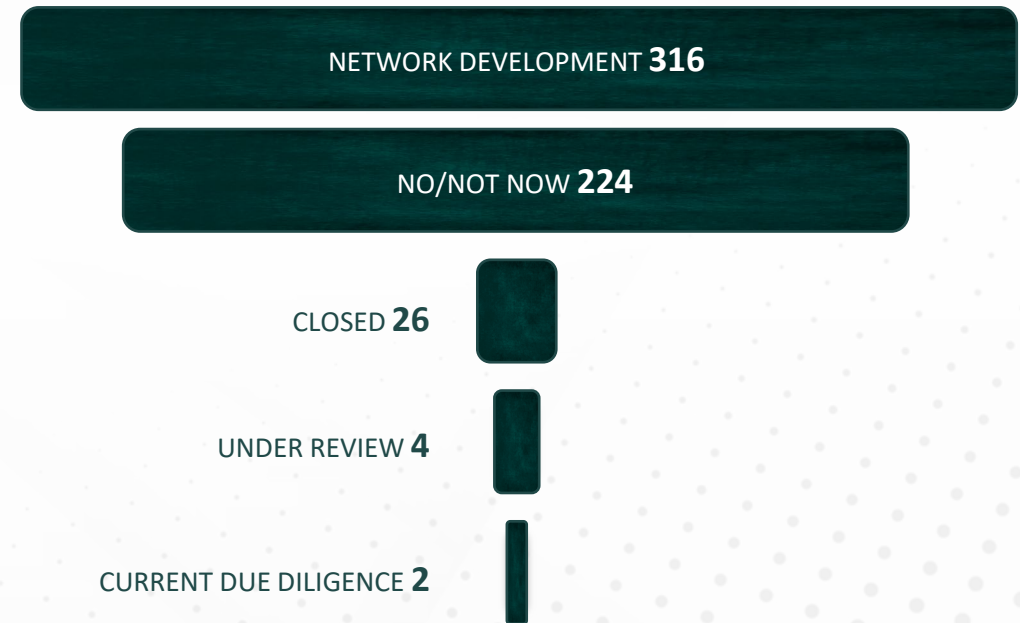 NETWORK DEVELOPMENT 316
NO/NOT NOW 224
CLOSED 26
UNDER REVIEW 4
CURRENT DUE DILIGENCE 2